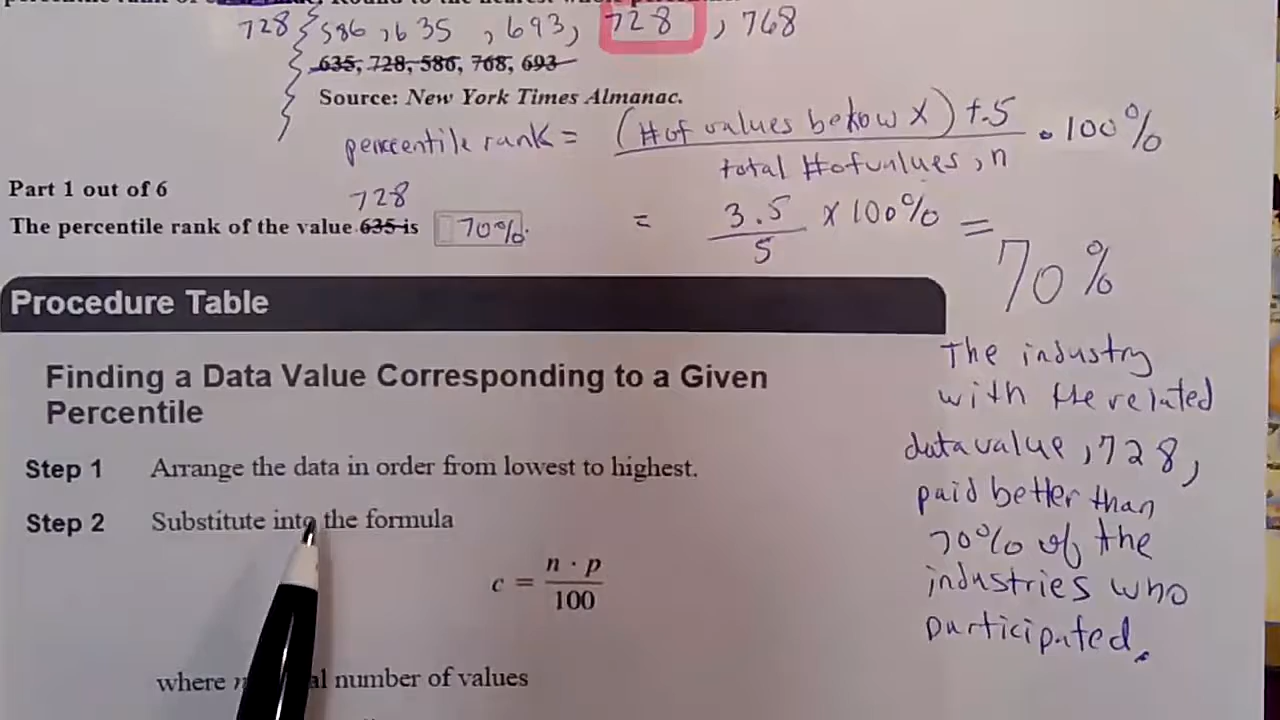 728 586, 635, 693, 728, 768
635, 728, 586, 768, 693
Source: New York Times Almanac.
percentile rank = (# of values below x) + .5 / total # of values, n • 100%
Part 1 out of 6
728
The percentile rank of the value 635 is 70%.
= 3.5 / 5 x 100% =
70%
Procedure Table
Finding a Data Value Corresponding to a Given
Percentile
Step 1 Arrange the data in order from lowest to highest.
Step 2 Substitute into the formula
c = n · p / 100
where n al number of values
The industry
with the related
data value, 728,
paid better than
70% of the
industries who
participated.